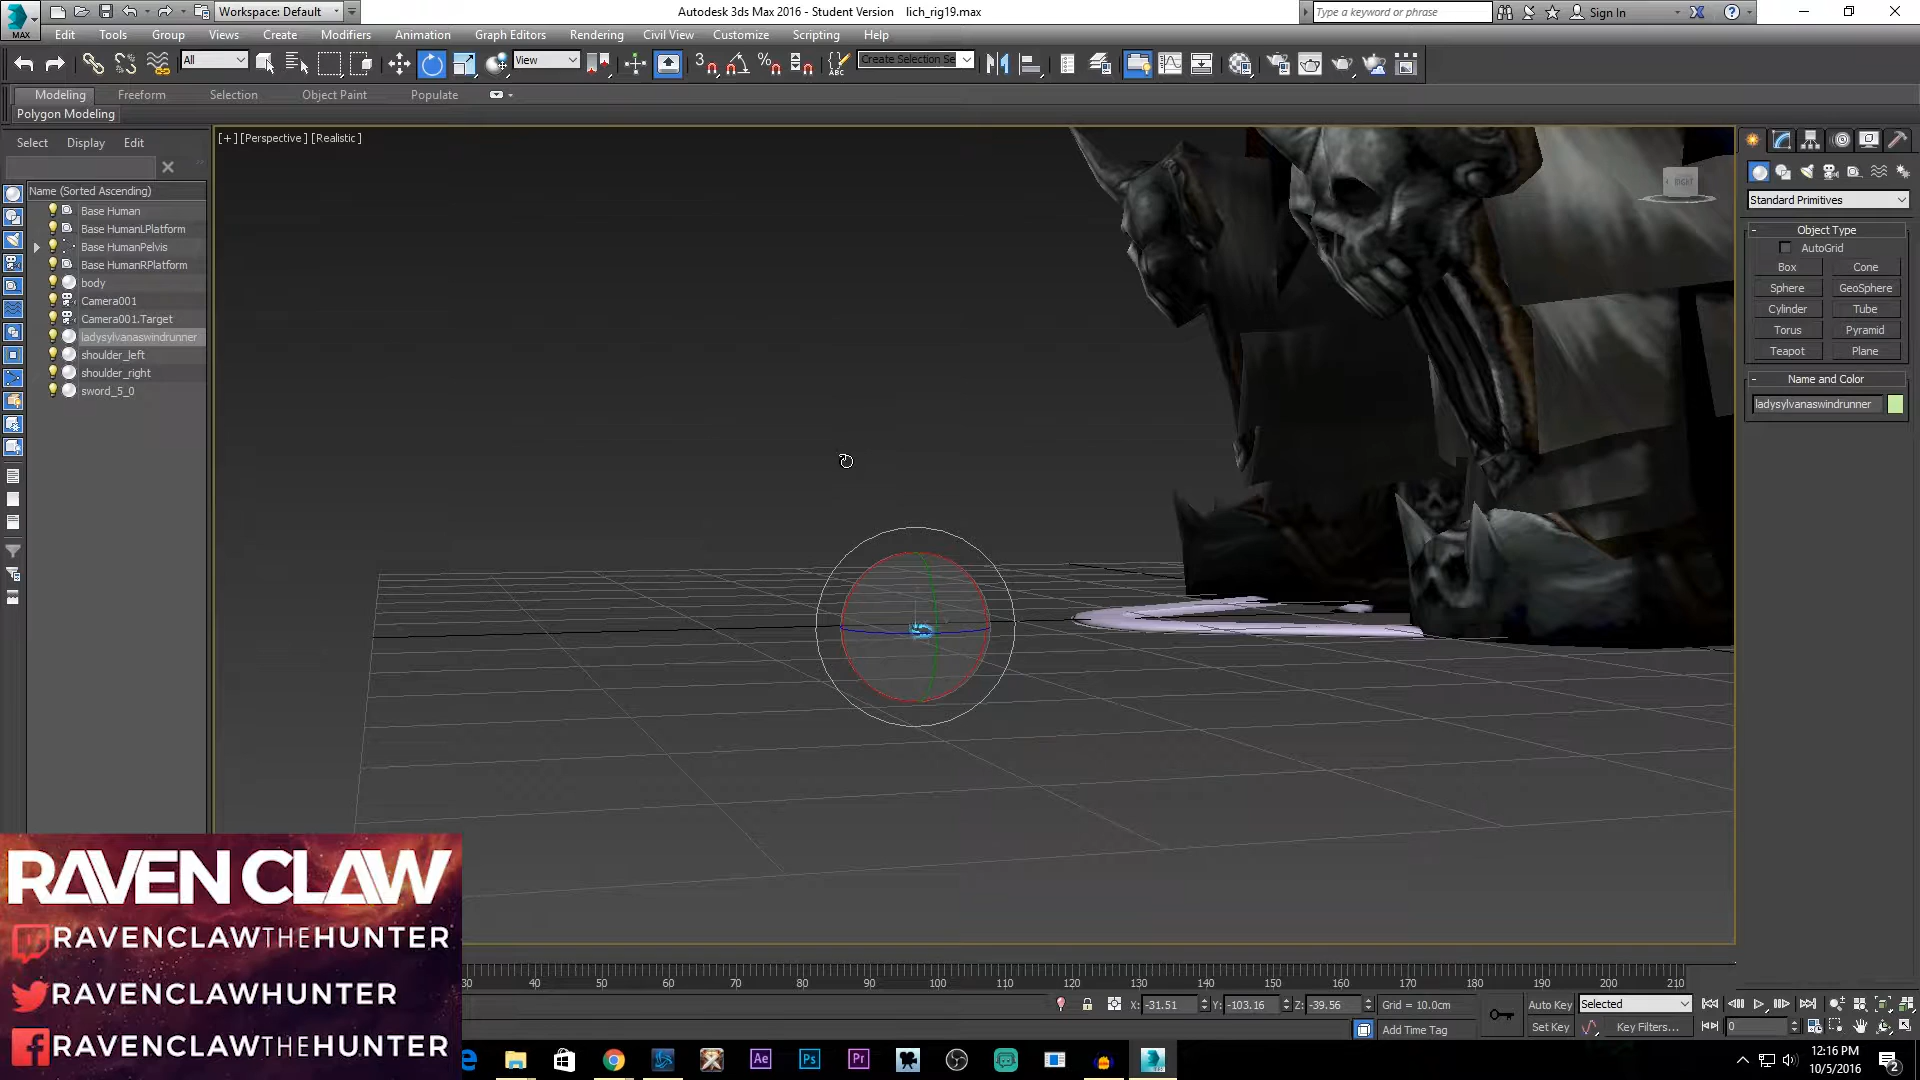 MAX
Workspace: Default
Autodesk 3ds Max 2016 - Student Version    lich_rig19.max
Type a keyword or phrase
Sign In
Edit Tools Group Views Create Modifiers Animation Graph Editors Rendering Civil View Customize Scripting Help
All
View
Create Selection Se
Modeling Freeform Selection Object Paint Populate
Polygon Modeling
Select Display Edit
[+] [Perspective] [Realistic]
Name (Sorted Ascending)
Base Human
Base HumanLPlatform
Base HumanPelvis
Base HumanRPlatform
body
Camera001
Camera001.Target
ladysylvanaswindrunner
shoulder_left
shoulder_right
sword_5_0
RIGHT
Standard Primitives
- Object Type
AutoGrid
Box Cone
Sphere GeoSphere
Cylinder Tube
Torus Pyramid
Teapot Plane
- Name and Color
ladysylvanaswindrunner
RAVEN CLAW
RAVENCLAWTHEHUNTER
RAVENCLAWHUNTER
RAVENCLAWTHEHUNTER
30 40 50 60 70 80 90 100 110 120 130 140 150 160 170 180 190 200 210
X: -31.51 Y: -103.16 Z: -39.56 Grid = 10.0cm
Add Time Tag
Auto Key Selected
Set Key Key Filters...
0
Ae Ps Pr
12:16 PM
10/5/2016
2